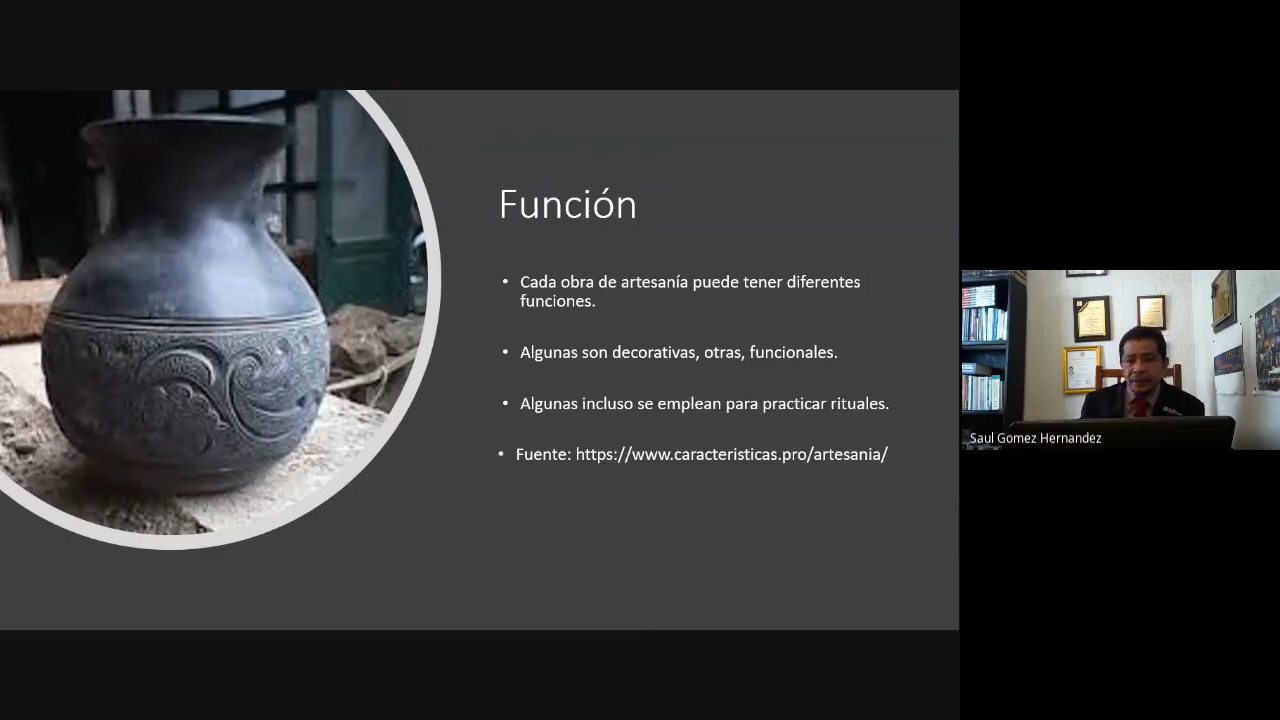 Función
• Cada obra de artesanía puede tener diferentes
funciones.
• Algunas son decorativas, otras, funcionales.
• Algunas incluso se emplean para practicar rituales.
• Fuente: https://www.caracteristicas.pro/artesania/
Saul Gomez Hernandez